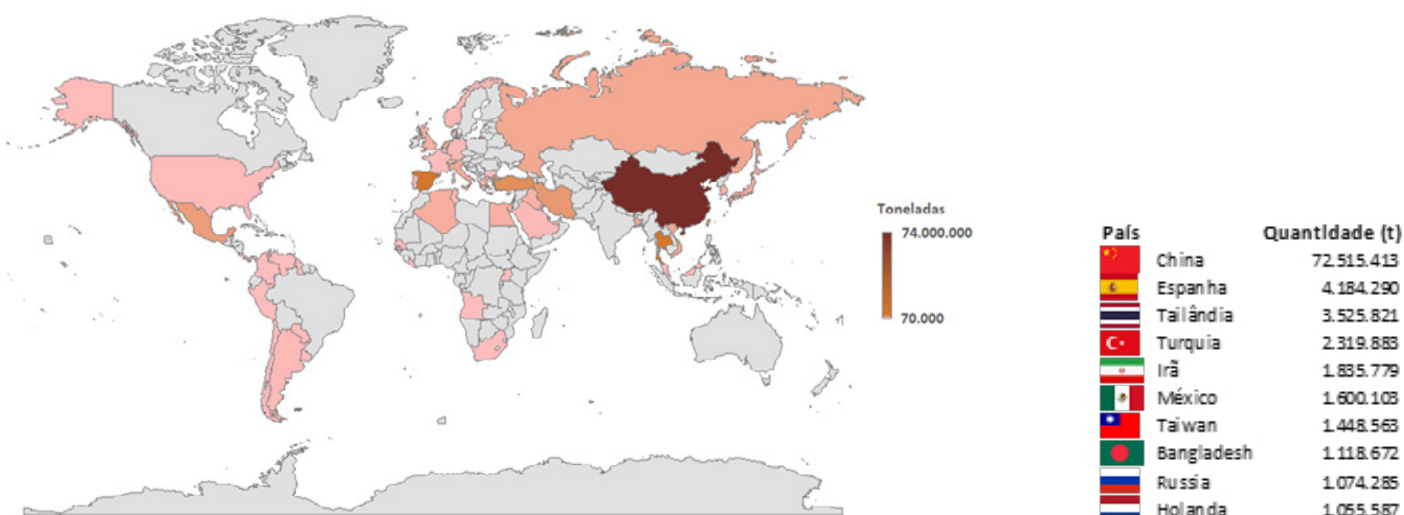 Toneladas
74.000.000
70.000
País Quantidade (t)
China 72.515.413
Espanha 4.184.290
Tailândia 3.525.821
Turquia 2.319.883
Irã 1.835.779
México 1.600.103
Taiwan 1.448.563
Bangladesh 1.118.672
Russia 1.074.285
Holanda 1.055.587